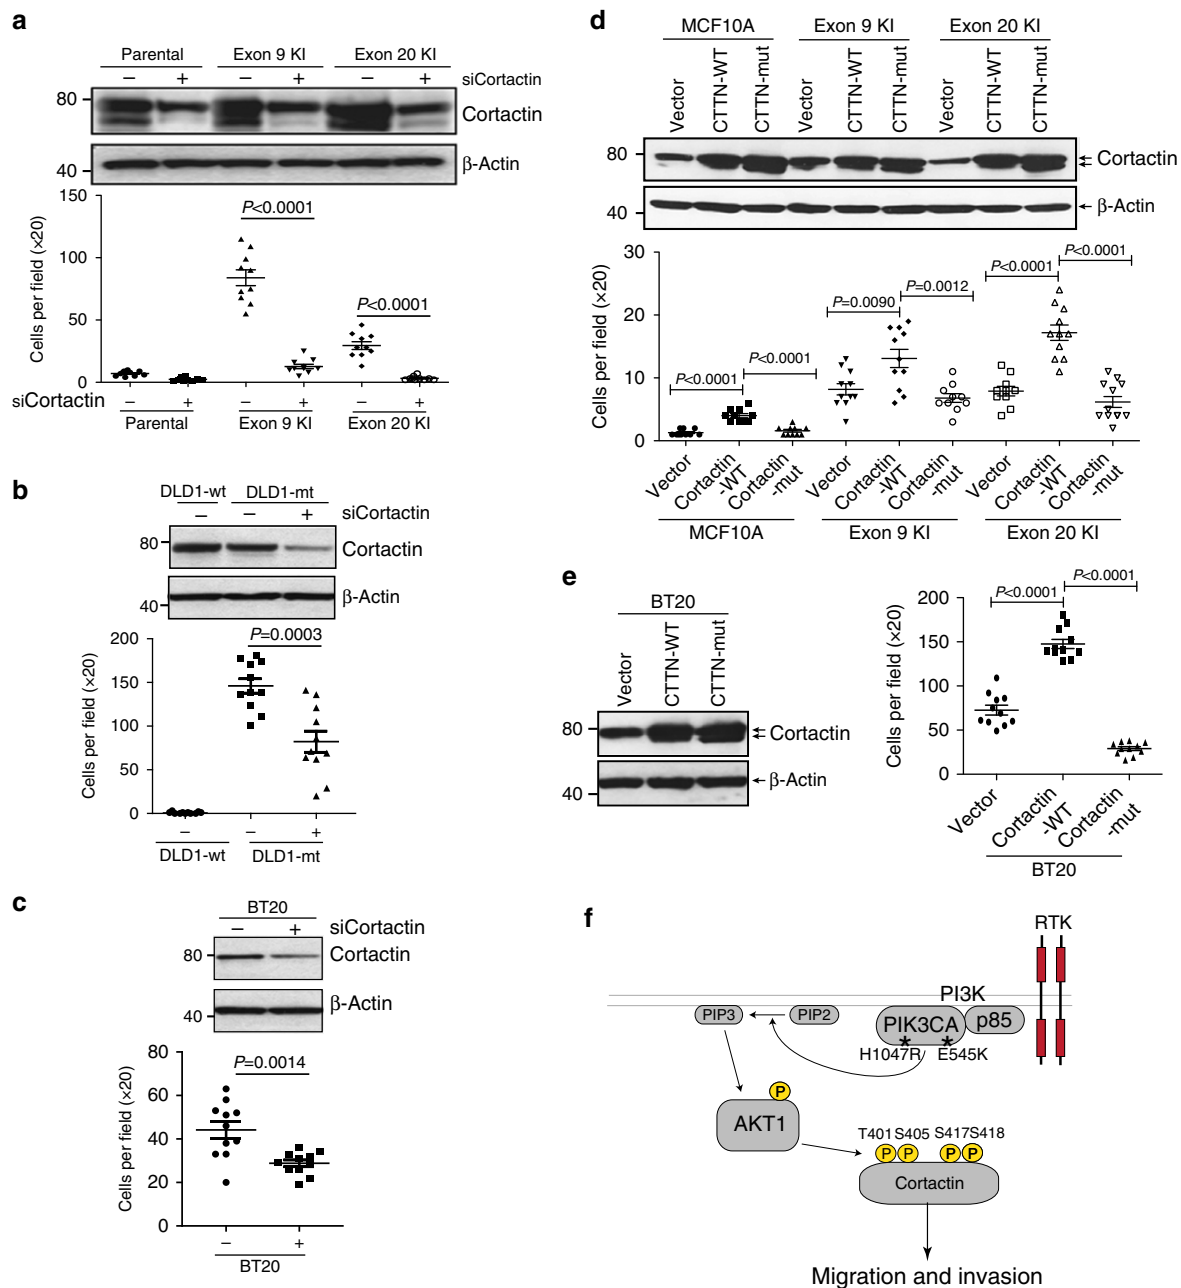 a
Parental Exon 9 KI Exon 20 KI
– + – + – + siCortactin
80 Cortactin
40 β-Actin
150
100
50
0
Cells per field (×20)
P<0.0001
P<0.0001
siCortactin – + – + – +
Parental Exon 9 KI Exon 20 KI
b
DLD1-wt DLD1-mt
– – + siCortactin
80 Cortactin
40 β-Actin
200
150
100
50
0
Cells per field (×20)
P=0.0003
– – +
DLD1-wt DLD1-mt
c
BT20
– + siCortactin
80 Cortactin
40 β-Actin
80
60
40
20
0
Cells per field (×20)
P=0.0014
– +
BT20
d
MCF10A Exon 9 KI Exon 20 KI
Vector CTTN-WT CTTN-mut Vector CTTN-WT CTTN-mut Vector CTTN-WT CTTN-mut
80 Cortactin
40 β-Actin
30
20
10
0
Cells per field (×20)
P<0.0001
P<0.0001
P=0.0090
P=0.0012
P<0.0001
P<0.0001
Vector Cortactin -WT Cortactin -mut Vector Cortactin -WT Cortactin -mut Vector Cortactin -WT Cortactin -mut
MCF10A Exon 9 KI Exon 20 KI
e
BT20
Vector CTTN-WT CTTN-mut
80 Cortactin
40 β-Actin
200
150
100
50
0
Cells per field (×20)
P<0.0001
P<0.0001
Vector Cortactin -WT Cortactin -mut
BT20
f
RTK
PI3K
PIP3 PIP2 PIK3CA p85
* *
H1047R E545K
P
AKT1
T401 S405 S417 S418
P P P P
Cortactin
Migration and invasion